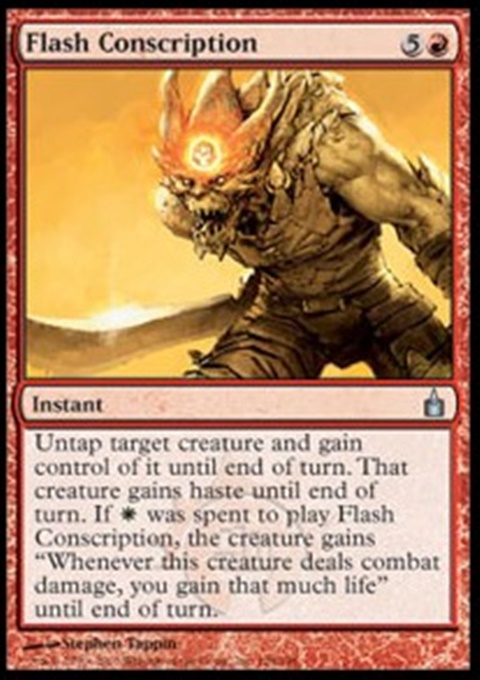 Flash Conscription 5
Instant
Untap target creature and gain
control of it until end of turn. That
creature gains haste until end of
turn. If was spent to play Flash
Conscription, the creature gains
“Whenever this creature deals combat
damage, you gain that much life”
until end of turn.
Stephen Tappin